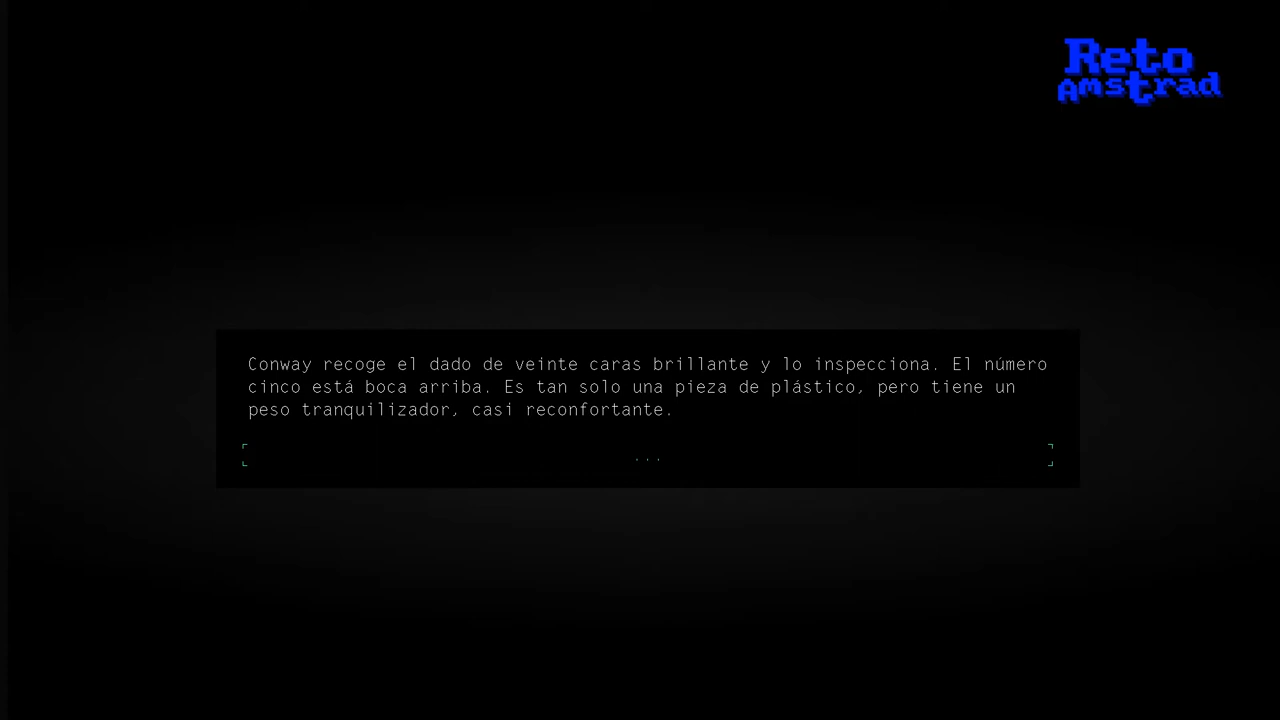 Reto
Amstrad
Conway recoge el dado de veinte caras brillante y lo inspecciona. El número
cinco está boca arriba. Es tan solo una pieza de plástico, pero tiene un
peso tranquilizador, casi reconfortante.
...